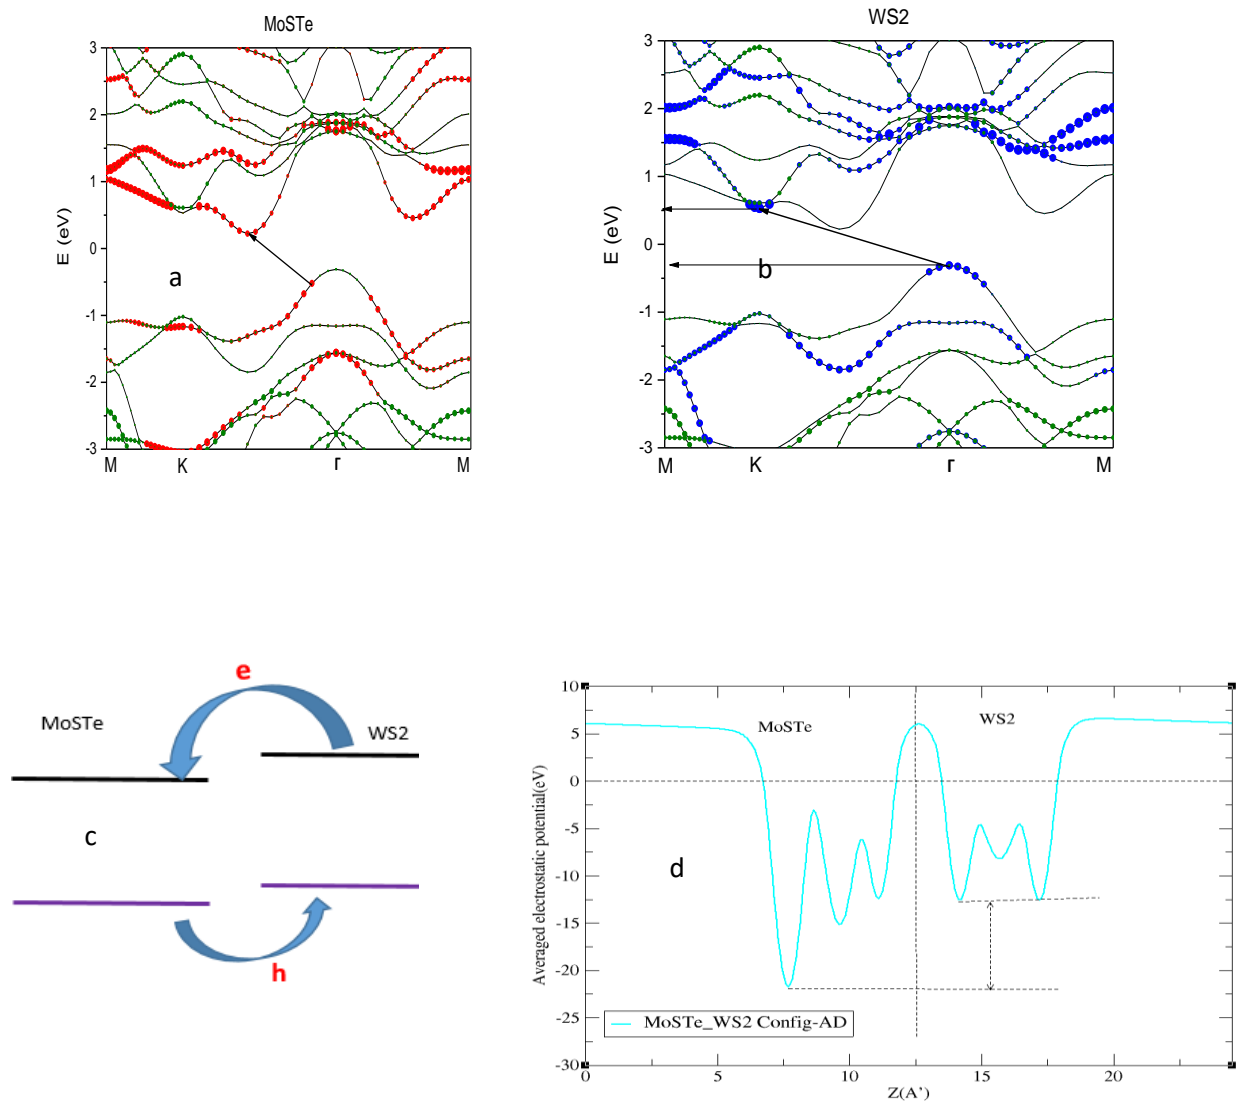 MoSTe
3
2
1
0
-1
-2
-3
E (eV)
a
M K Γ M
WS2
3
2
1
0
-1
-2
-3
E (eV)
b
M K Γ M
e
MoSTe
WS2
c
h
10
5
0
-5
-10
-15
-20
-25
-30
Averaged electrostatic potential(eV)
MoSTe
WS2
d
MoSTe_WS2 Config-AD
0 5 10 15 20
Z(A')